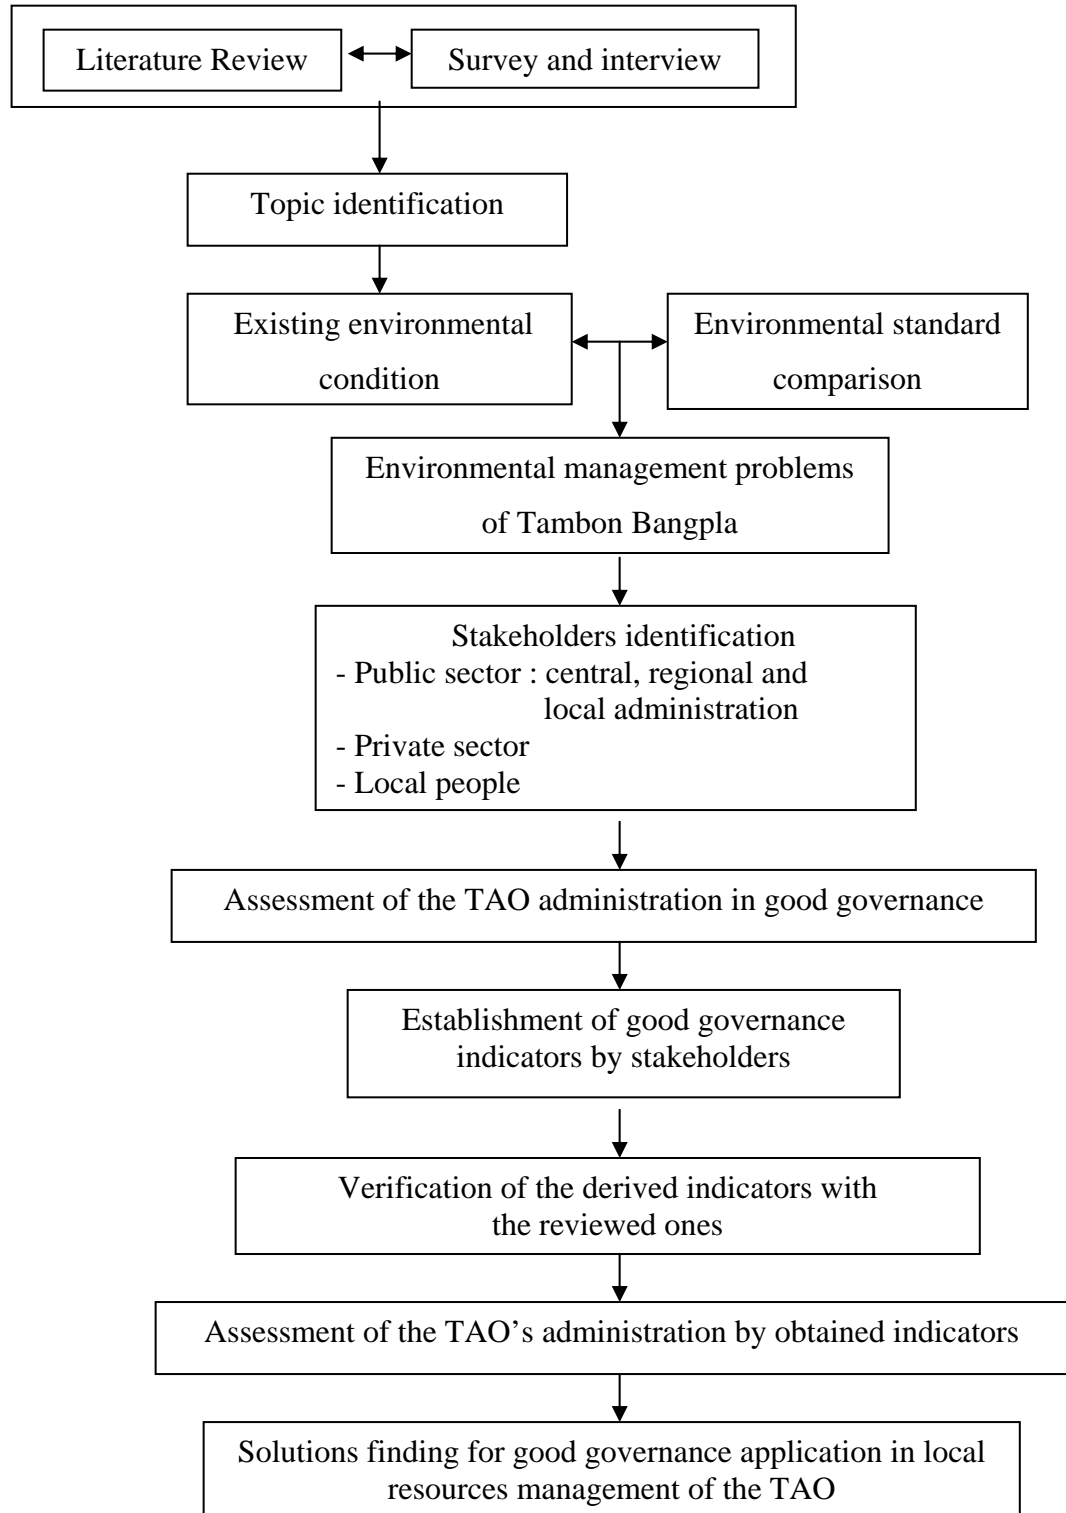 Literature Review
Survey and interview
Topic identification
Existing environmental
condition
Environmental standard
comparison
Environmental management problems
of Tambon Bangpla
Stakeholders identification
- Public sector : central, regional and
local administration
- Private sector
- Local people
Assessment of the TAO administration in good governance
Establishment of good governance
indicators by stakeholders
Verification of the derived indicators with
the reviewed ones
Assessment of the TAO’s administration by obtained indicators
Solutions finding for good governance application in local
resources management of the TAO